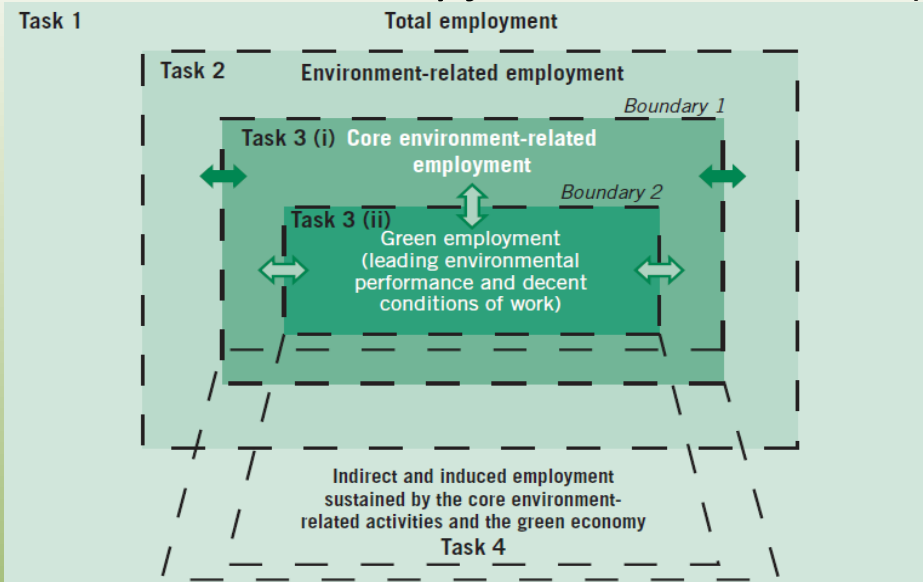 Task 1
Total employment
Task 2
Environment-related employment
Boundary 1
Task 3 (i)
Core environment-related
employment
Boundary 2
Task 3 (ii)
Green employment
(leading environmental
performance and decent
conditions of work)
Indirect and induced employment
sustained by the core environment-
related activities and the green economy
Task 4